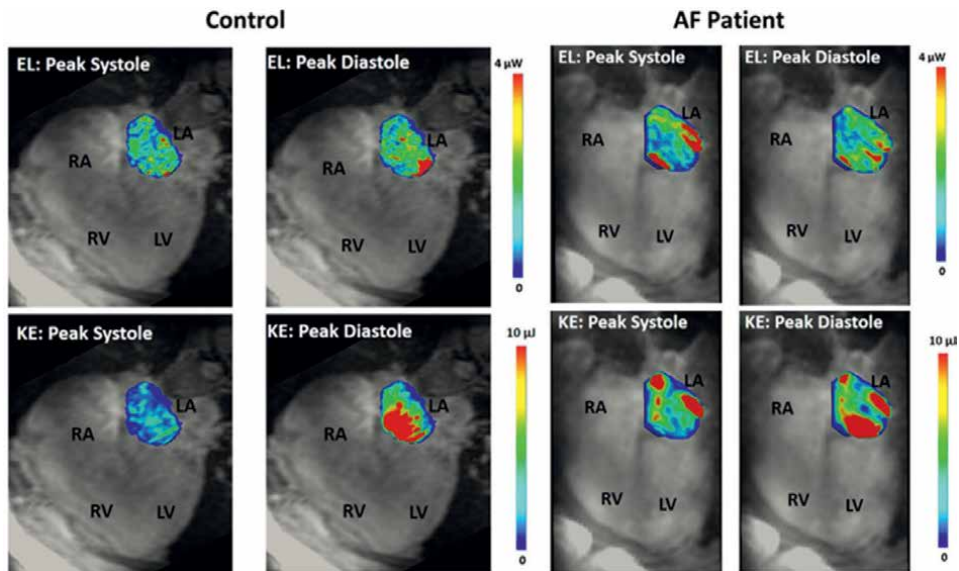 Control
AF Patient
EL: Peak Systole
LA
RA
RV
LV
EL: Peak Diastole
LA
RA
RV
LV
4 µW
0
EL: Peak Systole
LA
RA
RV
LV
EL: Peak Diastole
LA
RA
RV
LV
4 µW
0
KE: Peak Systole
LA
RA
RV
LV
KE: Peak Diastole
LA
RA
RV
LV
10 µJ
0
KE: Peak Systole
LA
RA
RV
LV
KE: Peak Diastole
LA
RA
RV
LV
10 µJ
0